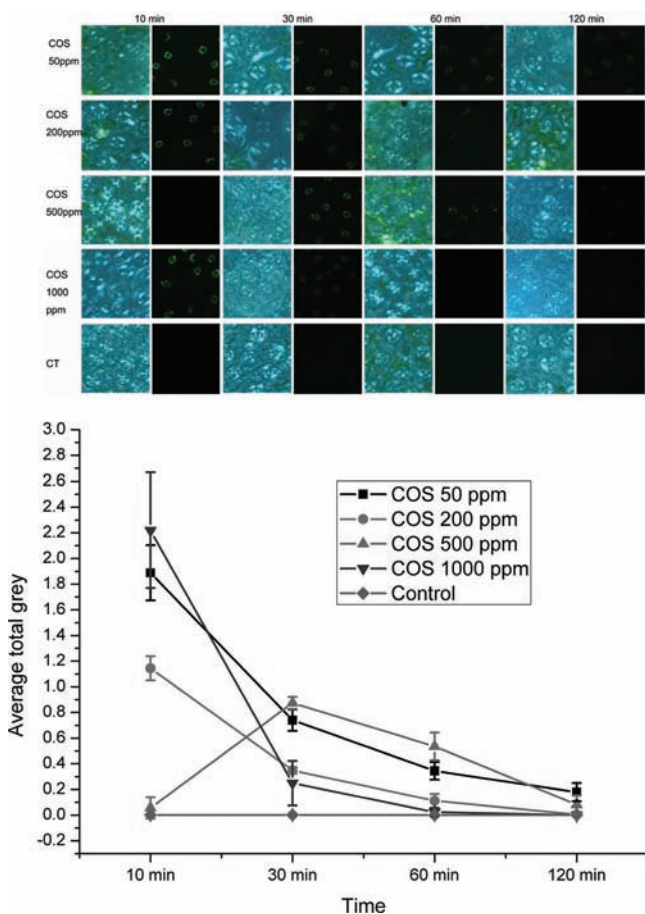 10 min 30 min 60 min 120 min
COS
50ppm
COS
200ppm
COS
500ppm
COS
1000
ppm
CT
3.0
2.8
2.6
2.4
2.2
2.0
1.8
1.6
1.4
1.2
1.0
0.8
0.6
0.4
0.2
0.0
-0.2
Average total grey
COS 50 ppm
COS 200 ppm
COS 500 ppm
COS 1000 ppm
Control
10 min 30 min 60 min 120 min
Time